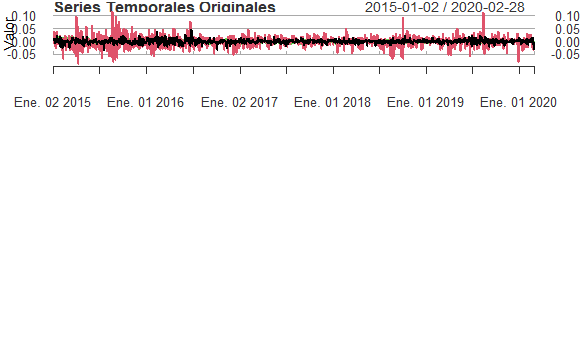 Series Temporales Originales 2015-01-02 / 2020-02-28
Valor
0.10 0.10
0.05 0.05
0.00 0.00
-0.05 -0.05
Ene. 02 2015 Ene. 01 2016 Ene. 02 2017 Ene. 01 2018 Ene. 01 2019 Ene. 01 2020